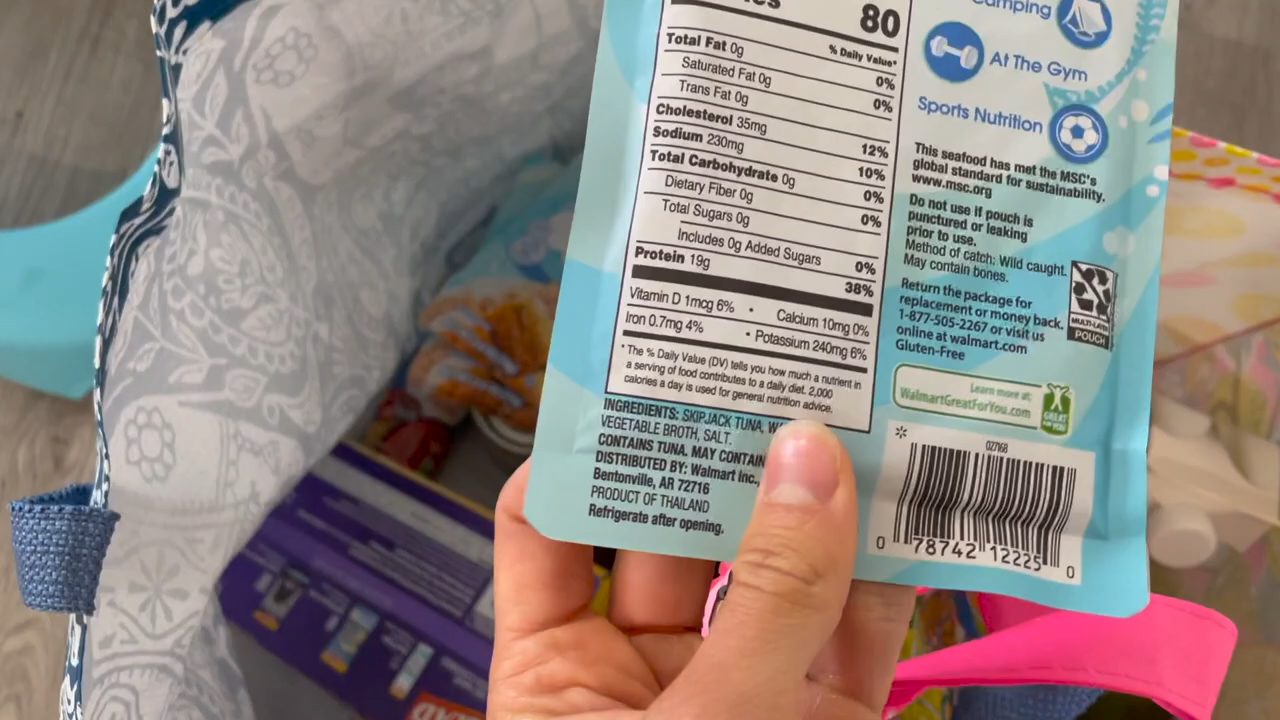 80
% Daily Value*
Total Fat 0g 0%
Saturated Fat 0g 0%
Trans Fat 0g
Cholesterol 35mg 12%
Sodium 230mg 10%
Total Carbohydrate 0g 0%
Dietary Fiber 0g 0%
Total Sugars 0g
Includes 0g Added Sugars 0%
Protein 19g 38%
Vitamin D 1mcg 6% • Calcium 10mg 0%
Iron 0.7mg 4% • Potassium 240mg 6%
* The % Daily Value (DV) tells you how much a nutrient in
a serving of food contributes to a daily diet. 2,000
calories a day is used for general nutrition advice.
INGREDIENTS: SKIPJACK TUNA,
VEGETABLE BROTH, SALT.
CONTAINS TUNA. MAY CONTAIN
DISTRIBUTED BY: Walmart Inc.,
Bentonville, AR 72716
PRODUCT OF THAILAND
Refrigerate after opening.
Camping
At The Gym
Sports Nutrition
This seafood has met the MSC's
global standard for sustainability.
www.msc.org
Do not use if pouch is
punctured or leaking
prior to use.
Method of catch: Wild caught.
May contain bones.
Return the package for
replacement or money back.
1-877-505-2267 or visit us
online at walmart.com
Gluten-Free
MULTI-LAYER
POUCH
Learn more at:
WalmartGreatForYou.com
GREAT
FOR YOU
027168
0 78742 12225 0